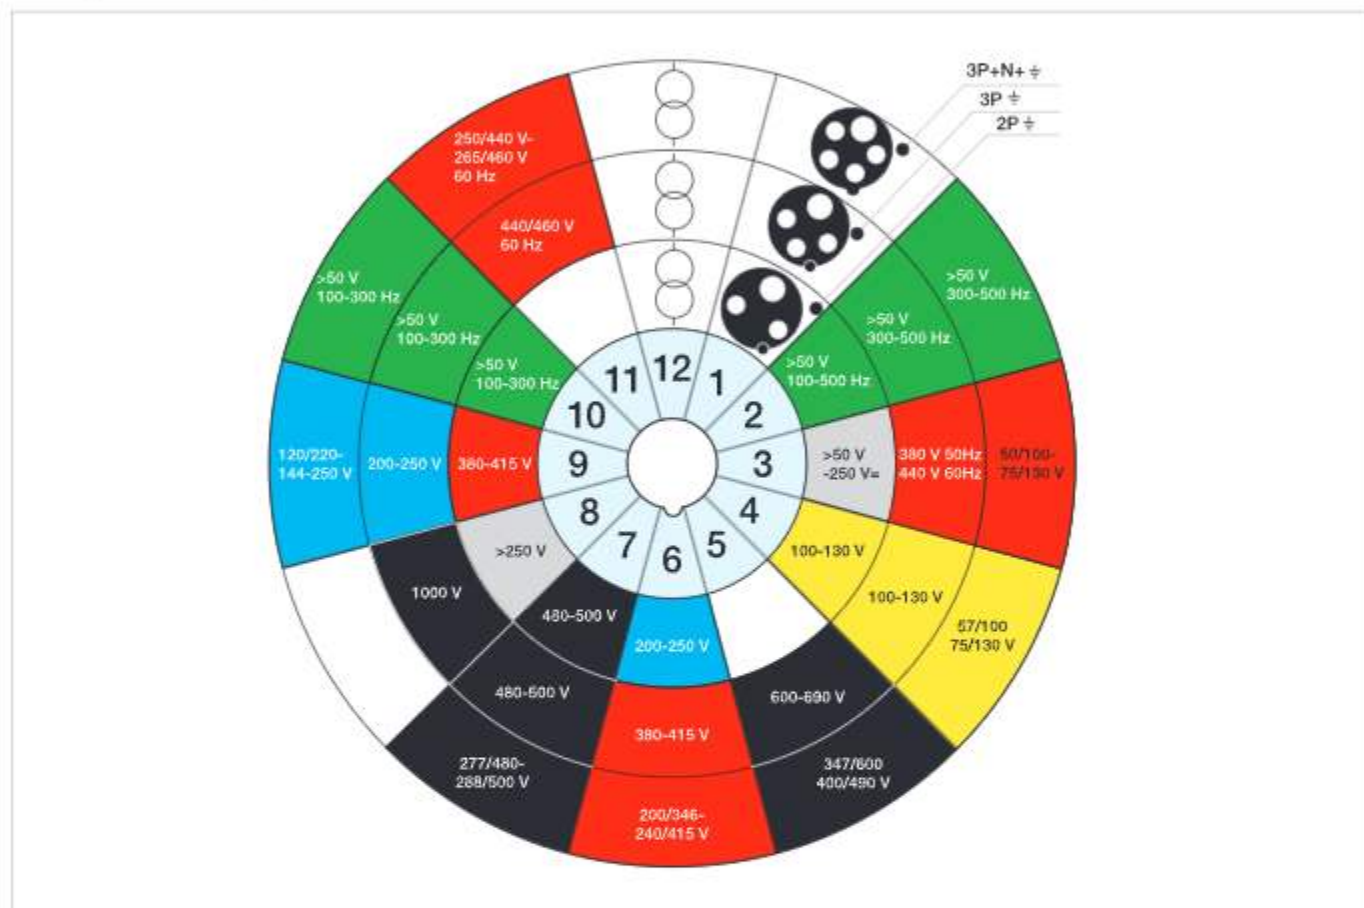 3P+N+⏚
3P ⏚
2P ⏚
250/440 V-
265/460 V
60 Hz
440/460 V
60 Hz
>50 V
100-300 Hz
>50 V
100-300 Hz
>50 V
100-300 Hz
>50 V
300-500 Hz
>50 V
300-500 Hz
>50 V
100-500 Hz
12
1
2
3
4
5
6
7
8
9
10
11
120/220-
144-250 V
200-250 V
380-415 V
>50 V
-250 V=
380 V 50Hz
440 V 60Hz
50/100-
75/130 V
>250 V
1000 V
100-130 V
100-130 V
57/100
75/130 V
480-500 V
480-500 V
277/480-
288/500 V
200-250 V
380-415 V
200/346-
240/415 V
600-690 V
347/600
400/490 V